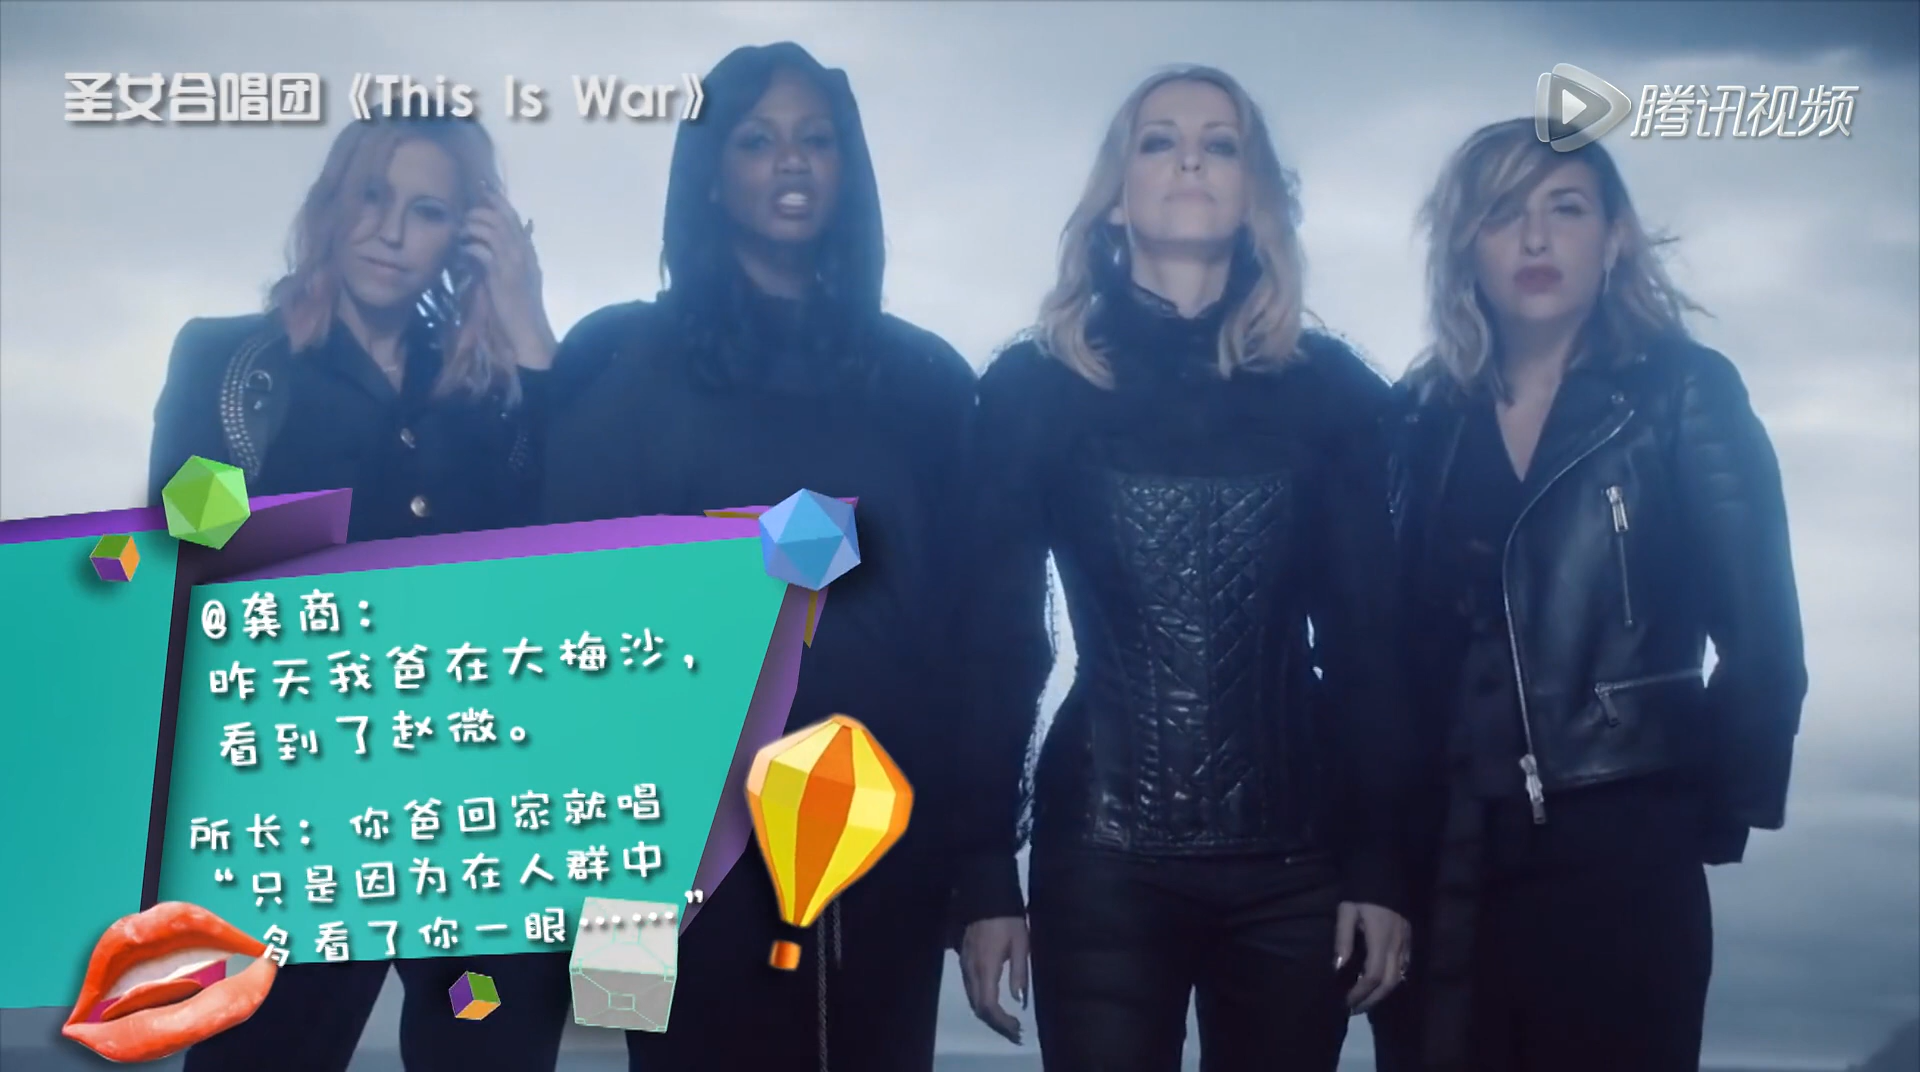 圣女合唱团《This Is War》
腾讯视频
@龚商：
昨天我爸在大梅沙，
看到了赵微。
所长：你爸回家就唱
“只是因为在人群中
多看了你一眼……”